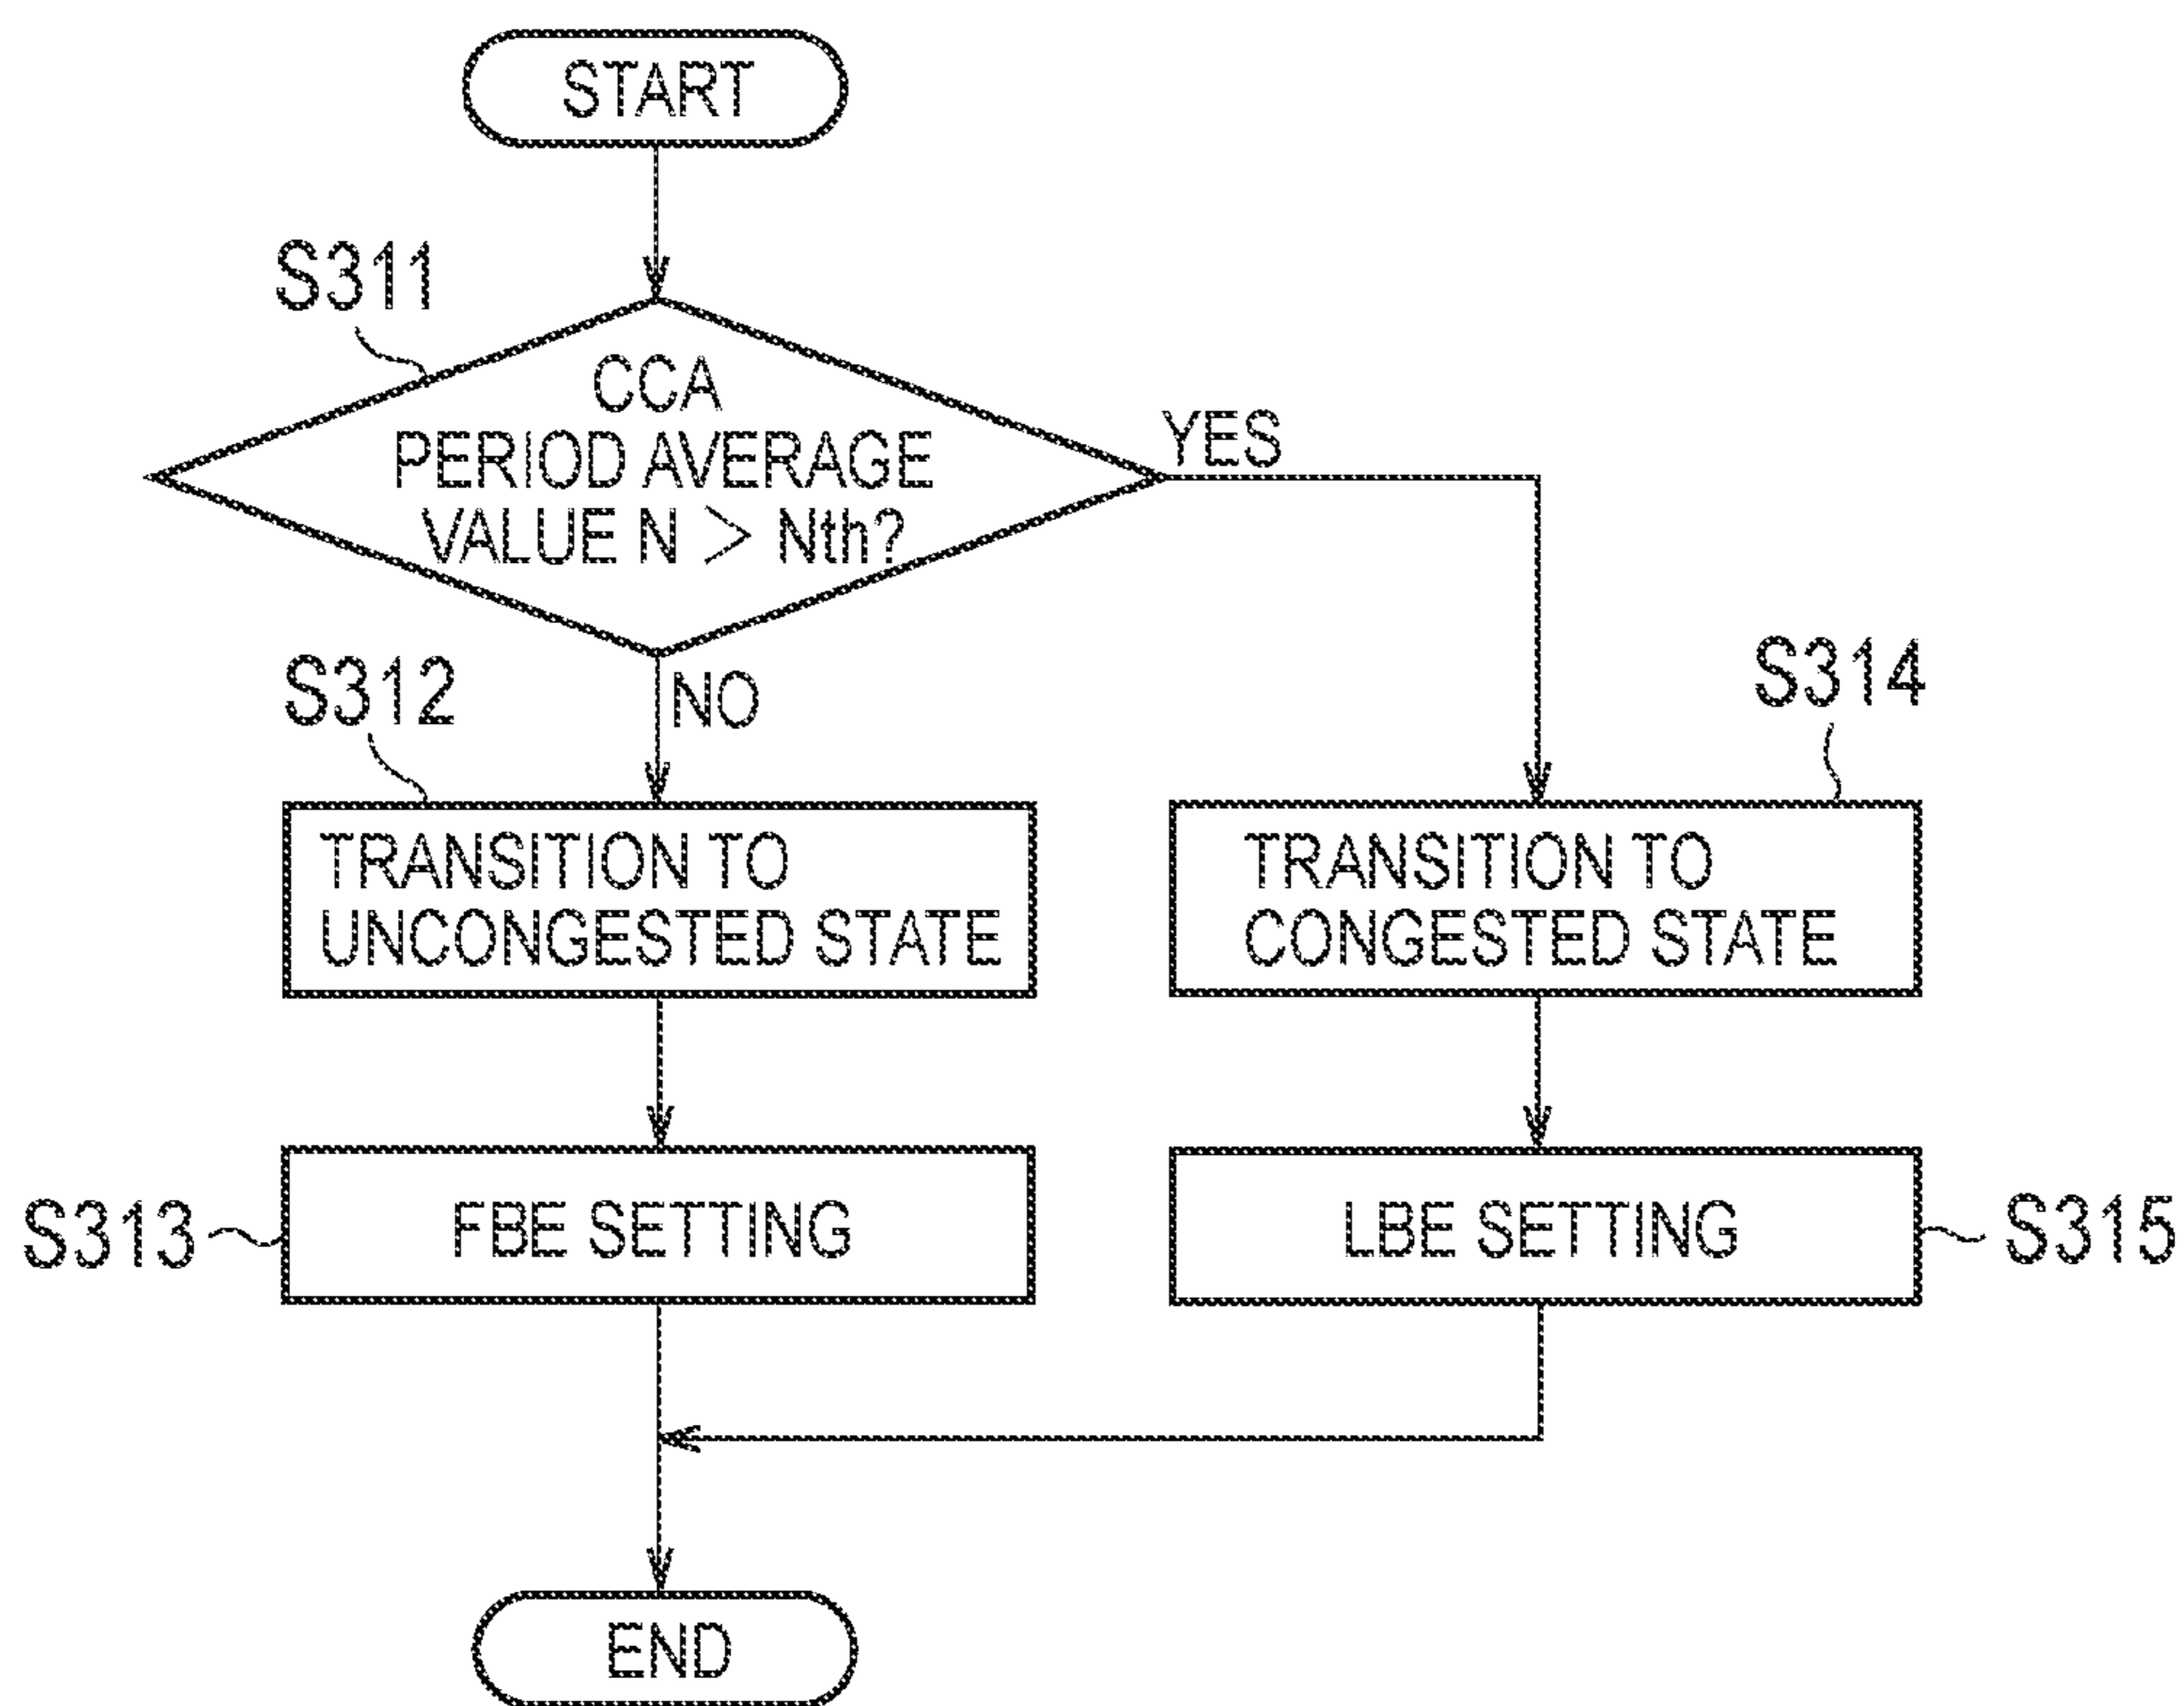 START
S311
CCA
PERIOD AVERAGE
VALUE N > Nth?
YES
NO
S312
TRANSITION TO
UNCONGESTED STATE
S314
TRANSITION TO
CONGESTED STATE
S313
FBE SETTING
LBE SETTING
S315
END